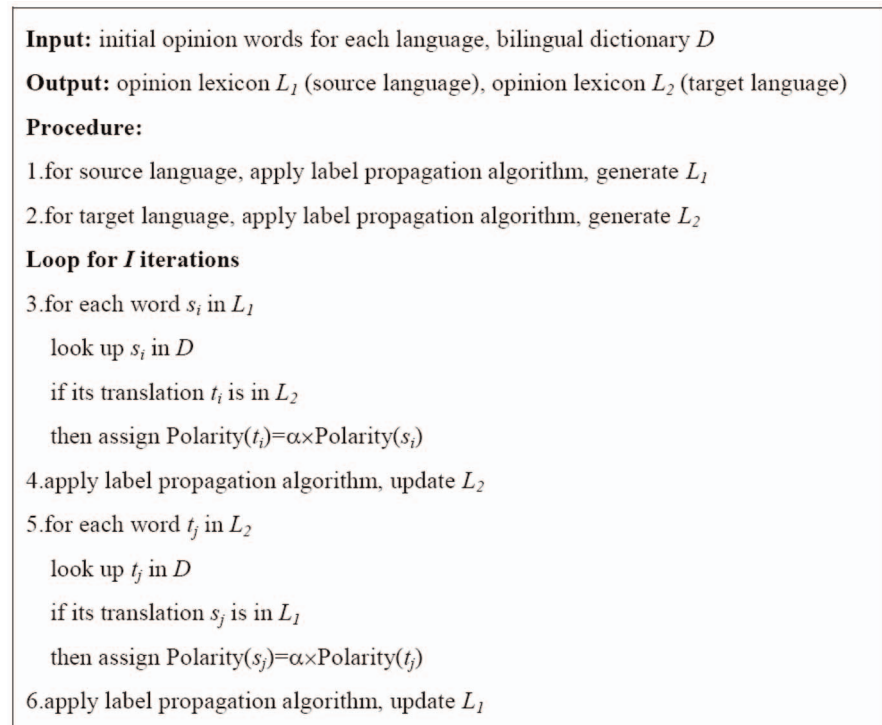 Input: initial opinion words for each language, bilingual dictionary D
Output: opinion lexicon L1 (source language), opinion lexicon L2 (target language)
Procedure:
1.for source language, apply label propagation algorithm, generate L1
2.for target language, apply label propagation algorithm, generate L2
Loop for I iterations
3.for each word si in L1
look up si in D
if its translation ti is in L2
then assign Polarity(ti)=α×Polarity(si)
4.apply label propagation algorithm, update L2
5.for each word tj in L2
look up tj in D
if its translation sj is in L1
then assign Polarity(sj)=α×Polarity(tj)
6.apply label propagation algorithm, update L1